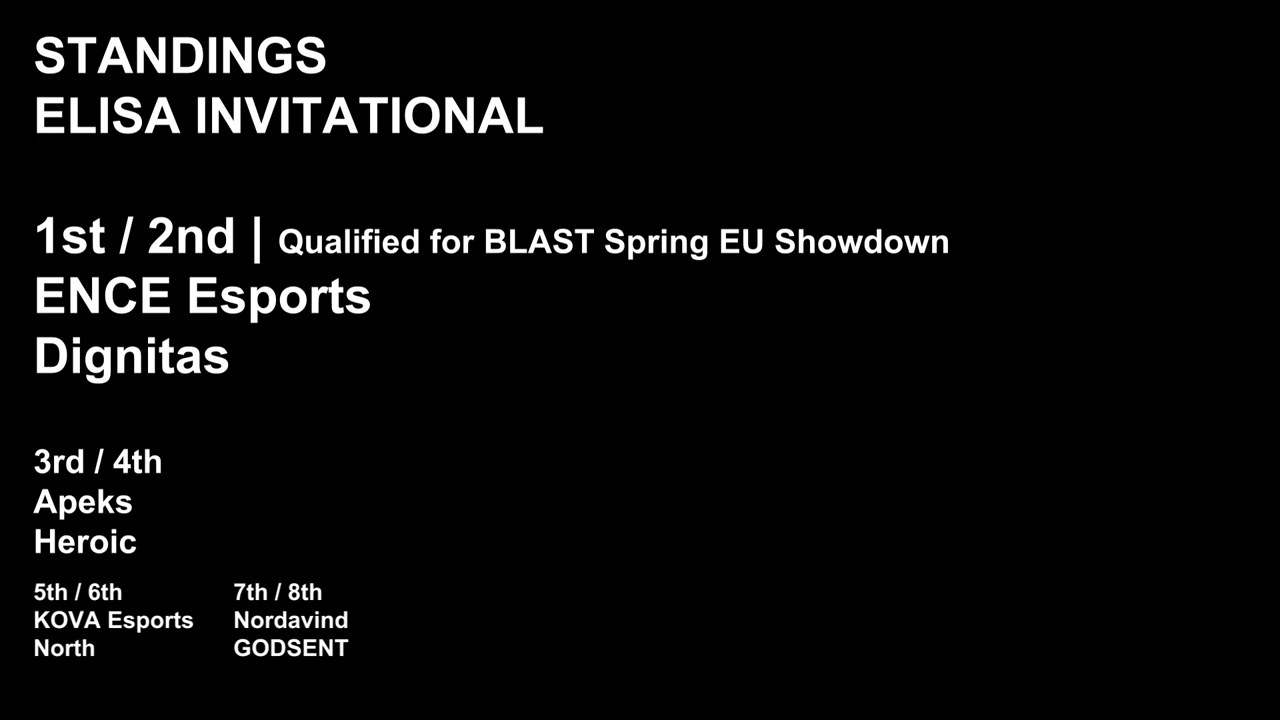 STANDINGS
ELISA INVITATIONAL
1st / 2nd | Qualified for BLAST Spring EU Showdown
ENCE Esports
Dignitas
3rd / 4th
Apeks
Heroic
5th / 6th
KOVA Esports
North
7th / 8th
Nordavind
GODSENT